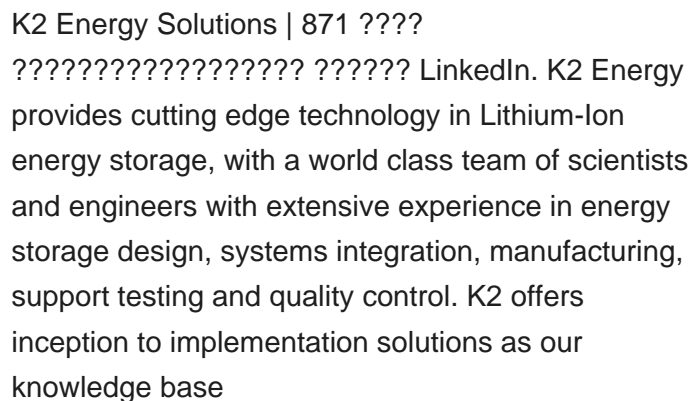 K2 Energy Solutions | 871 ????
?????????????????? ?????? LinkedIn. K2 Energy
provides cutting edge technology in Lithium-Ion
energy storage, with a world class team of scientists
and engineers with extensive experience in energy
storage design, systems integration, manufacturing,
support testing and quality control. K2 offers
inception to implementation solutions as our
knowledge base